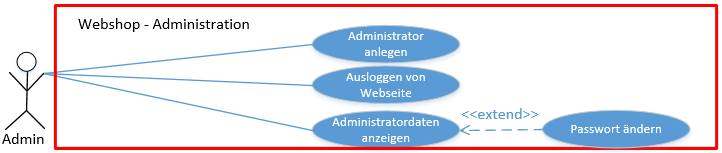 Webshop - Administration
Administrator
anlegen
Ausloggen von
Webseite
Administratordaten
anzeigen
<<extend>>
Passwort ändern
Admin